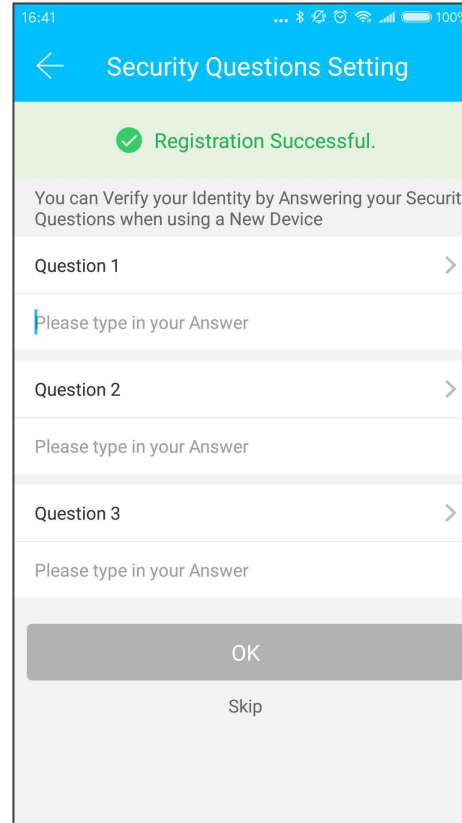 16:41 ... 100%
Security Questions Setting
Registration Successful.
You can Verify your Identity by Answering your Securit
Questions when using a New Device
Question 1
Please type in your Answer
Question 2
Please type in your Answer
Question 3
Please type in your Answer
OK
Skip